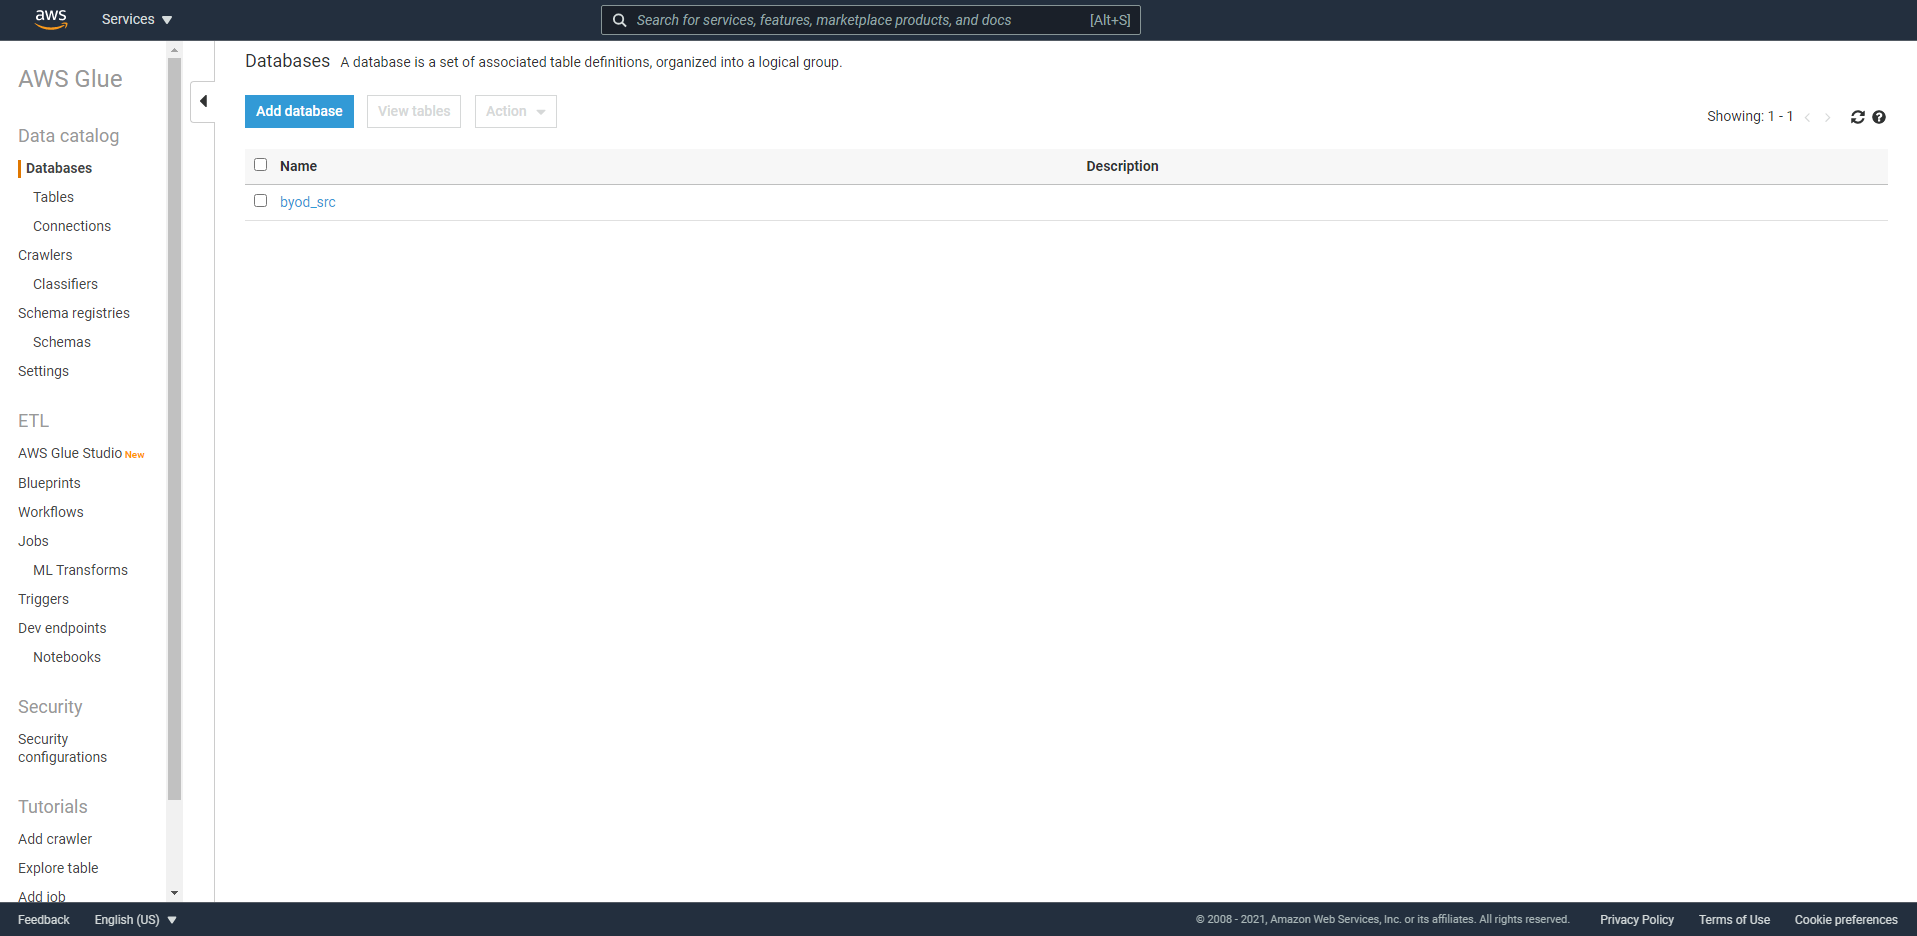 aws Services
Search for services, features, marketplace products, and docs [Alt+S]
AWS Glue
Data catalog
Databases
Tables
Connections
Crawlers
Classifiers
Schema registries
Schemas
Settings
ETL
AWS Glue Studio New
Blueprints
Workflows
Jobs
ML Transforms
Triggers
Dev endpoints
Notebooks
Security
Security
configurations
Tutorials
Add crawler
Explore table
Add job
Databases A database is a set of associated table definitions, organized into a logical group.
Add database View tables Action
Showing: 1 - 1
Name Description
byod_src
Feedback English (US)
© 2008 - 2021, Amazon Web Services, Inc. or its affiliates. All rights reserved. Privacy Policy Terms of Use Cookie preferences